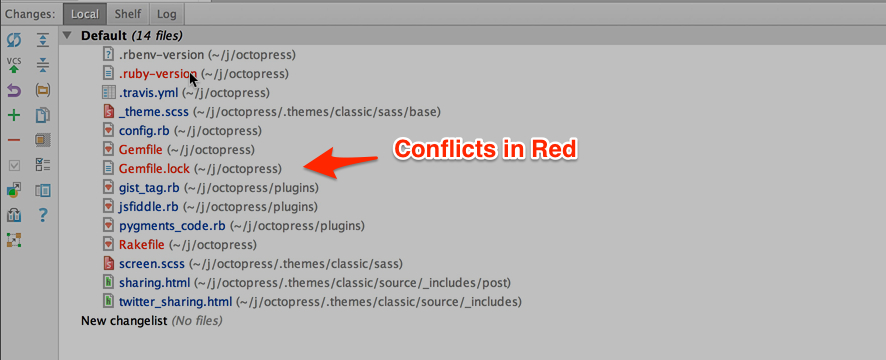 Changes: Local Shelf Log
Default (14 files)
.rbenv-version (~/j/octopress)
.ruby-version (~/j/octopress)
.travis.yml (~/j/octopress)
_theme.scss (~/j/octopress/.themes/classic/sass/base)
config.rb (~/j/octopress)
Gemfile (~/j/octopress)
Gemfile.lock (~/j/octopress)
Conflicts in Red
gist_tag.rb (~/j/octopress/plugins)
jsfiddle.rb (~/j/octopress/plugins)
pygments_code.rb (~/j/octopress/plugins)
Rakefile (~/j/octopress)
screen.scss (~/j/octopress/.themes/classic/sass)
sharing.html (~/j/octopress/.themes/classic/source/_includes/post)
twitter_sharing.html (~/j/octopress/.themes/classic/source/_includes)
New changelist (No files)
VCS